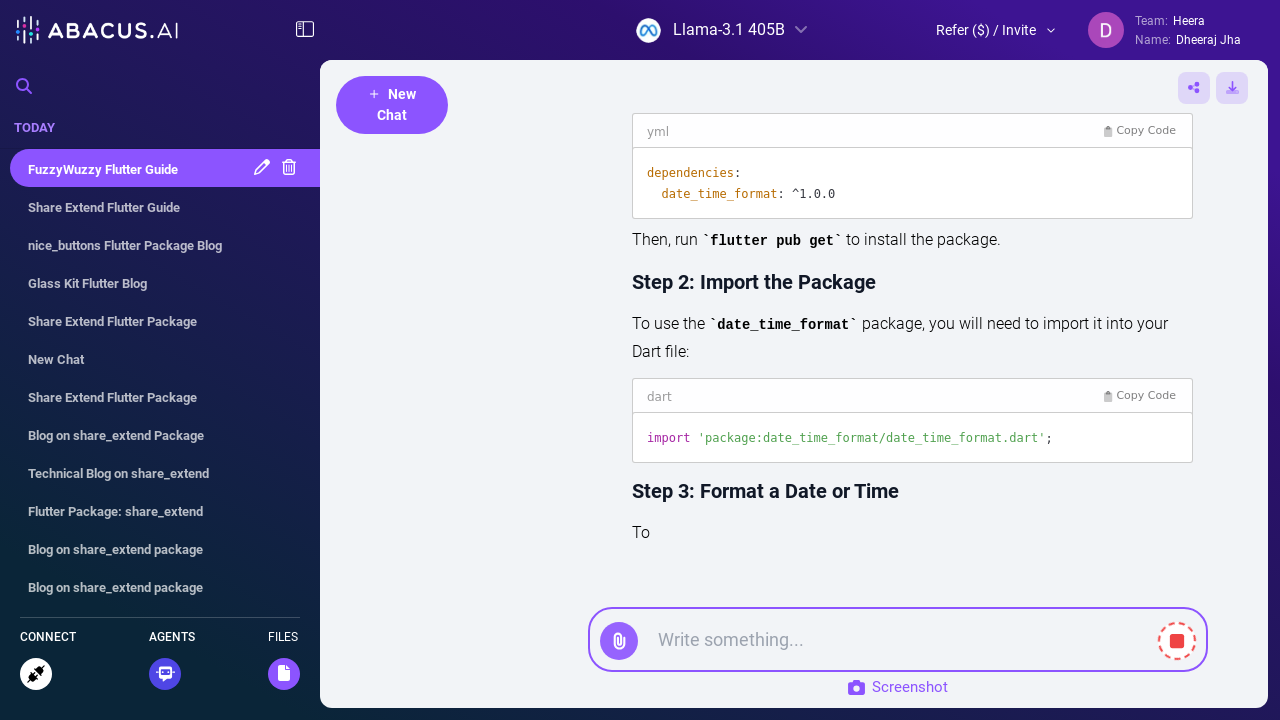 ABACUS.AI
Llama-3.1 405B
Refer ($) / Invite
D
Team: Heera
Name: Dheeraj Jha
TODAY
FuzzyWuzzy Flutter Guide
Share Extend Flutter Guide
nice_buttons Flutter Package Blog
Glass Kit Flutter Blog
Share Extend Flutter Package
New Chat
Share Extend Flutter Package
Blog on share_extend Package
Technical Blog on share_extend
Flutter Package: share_extend
Blog on share_extend package
Blog on share_extend package
CONNECT
AGENTS
FILES
+ New
Chat
yml
Copy Code
dependencies:
date_time_format: ^1.0.0
Then, run `flutter pub get` to install the package.
Step 2: Import the Package
To use the `date_time_format` package, you will need to import it into your
Dart file:
dart
Copy Code
import 'package:date_time_format/date_time_format.dart';
Step 3: Format a Date or Time
To
Write something...
Screenshot